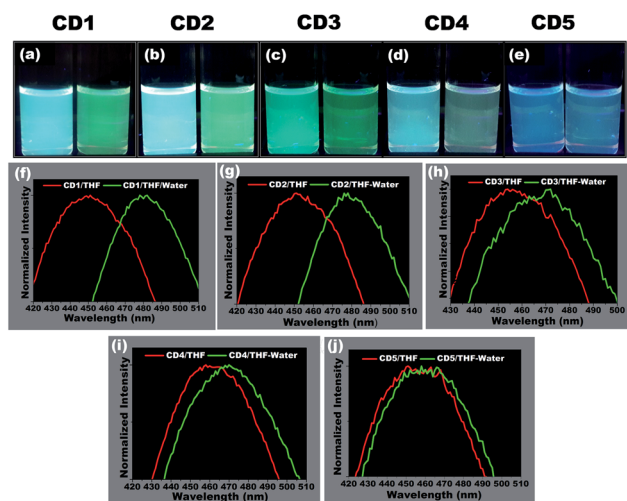 CD1 CD2 CD3 CD4 CD5
(a) (b) (c) (d) (e)
(f) CD1/THF CD1/THF/Water
Normalized Intensity
420 430 440 450 460 470 480 490 500 510
Wavelength (nm)
(g) CD2/THF CD2/THF-Water
Normalized Intensity
420 430 440 450 460 470 480 490 500 510
Wavelength (nm)
(h) CD3/THF CD3/THF-Water
Normalized Intensity
430 440 450 460 470 480 490 500
Wavelength (nm)
(i) CD4/THF CD4/THF-Water
Normalized Intensity
420 430 440 450 460 470 480 490 500 510
Wavelength (nm)
(j) CD5/THF CD5/THF-Water
Normalized Intensity
420 430 440 450 460 470 480 490 500 510
Wavelength (nm)